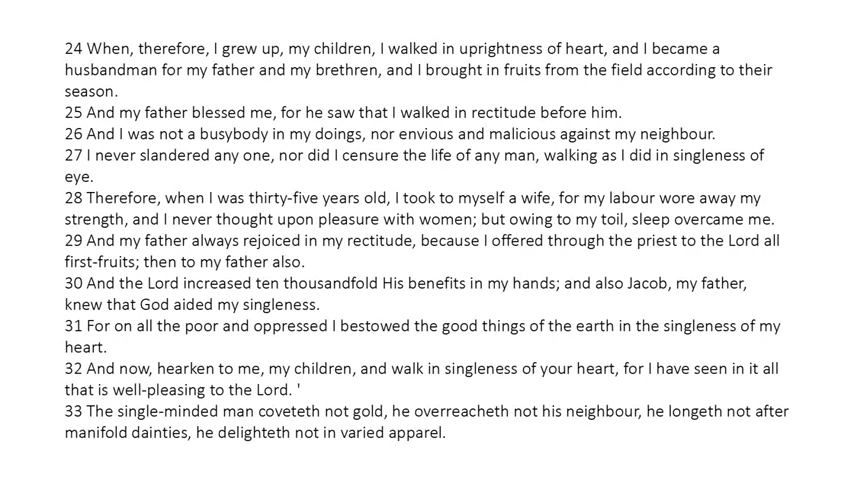 24 When, therefore, I grew up, my children, I walked in uprightness of heart, and I became a
husbandman for my father and my brethren, and I brought in fruits from the field according to their
season.
25 And my father blessed me, for he saw that I walked in rectitude before him.
26 And I was not a busybody in my doings, nor envious and malicious against my neighbour.
27 I never slandered any one, nor did I censure the life of any man, walking as I did in singleness of
eye.
28 Therefore, when I was thirty-five years old, I took to myself a wife, for my labour wore away my
strength, and I never thought upon pleasure with women; but owing to my toil, sleep overcame me.
29 And my father always rejoiced in my rectitude, because I offered through the priest to the Lord all
first-fruits; then to my father also.
30 And the Lord increased ten thousandfold His benefits in my hands; and also Jacob, my father,
knew that God aided my singleness.
31 For on all the poor and oppressed I bestowed the good things of the earth in the singleness of my
heart.
32 And now, hearken to me, my children, and walk in singleness of your heart, for I have seen in it all
that is well-pleasing to the Lord. '
33 The single-minded man coveteth not gold, he overreacheth not his neighbour, he longeth not after
manifold dainties, he delighteth not in varied apparel.